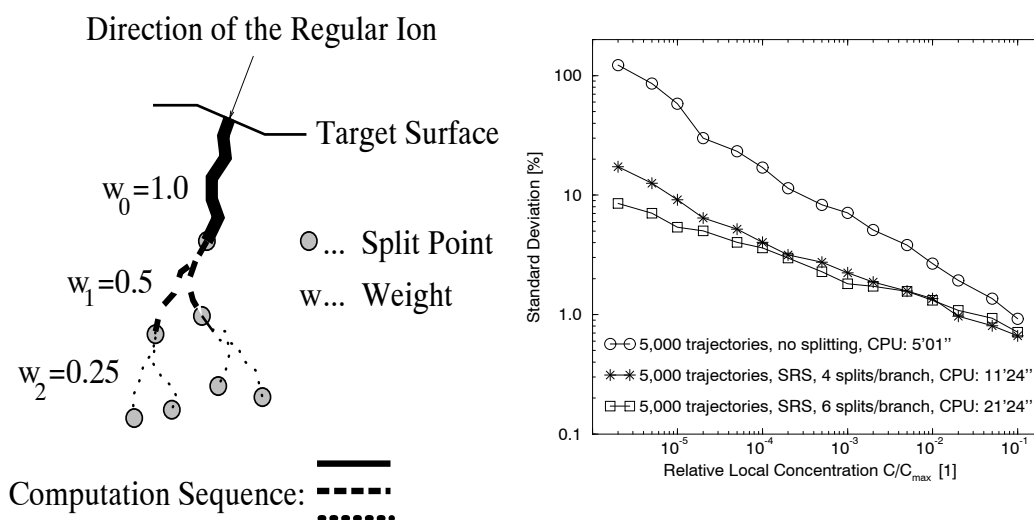 Direction of the Regular Ion
Target Surface
w0=1.0
... Split Point
w1=0.5
w... Weight
w2=0.25
Computation Sequence:
Standard Deviation [%]
100
10
1.0
0.1
5,000 trajectories, no splitting, CPU: 5'01''
5,000 trajectories, SRS, 4 splits/branch, CPU: 11'24''
5,000 trajectories, SRS, 6 splits/branch, CPU: 21'24''
10-5
10-4
10-3
10-2
10-1
Relative Local Concentration C/Cmax [1]